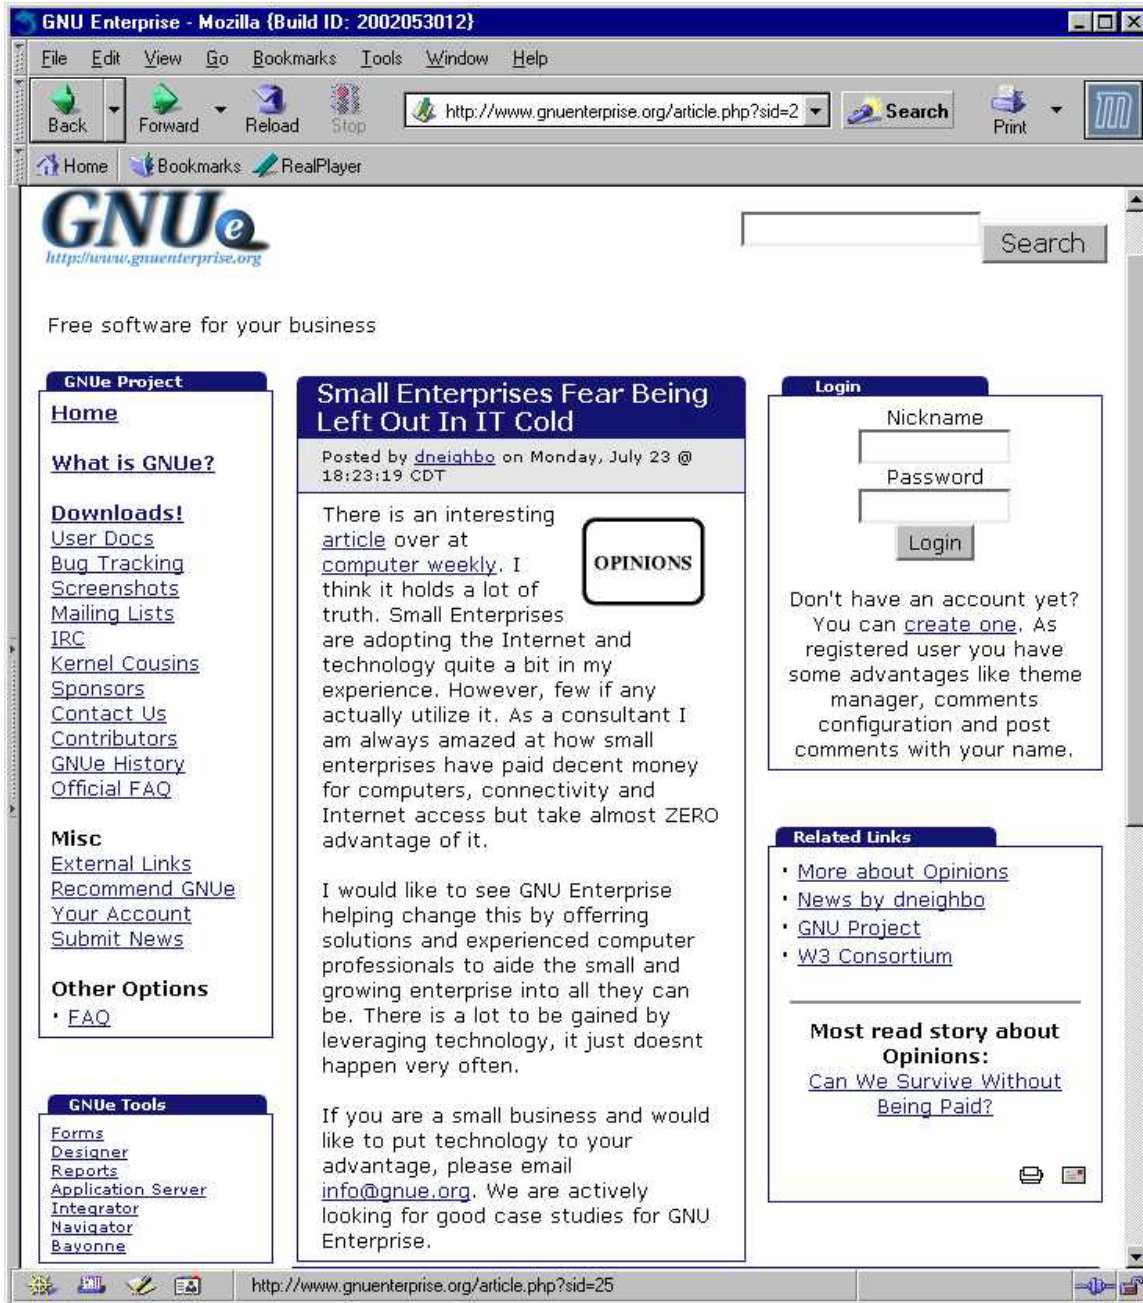 GNU Enterprise - Mozilla {Build ID: 2002053012}
File Edit View Go Bookmarks Tools Window Help
Back Forward Reload Stop http://www.gnuenterprise.org/article.php?sid=2 Search Print
Home Bookmarks RealPlayer
GNUe
http://www.gnuenterprise.org
Search
Free software for your business
GNUe Project
Home
What is GNUe?
Downloads!
User Docs
Bug Tracking
Screenshots
Mailing Lists
IRC
Kernel Cousins
Sponsors
Contact Us
Contributors
GNUe History
Official FAQ
Misc
External Links
Recommend GNUe
Your Account
Submit News
Other Options
· FAQ
GNUe Tools
Forms
Designer
Reports
Application Server
Integrator
Navigator
Bayonne
Small Enterprises Fear Being
Left Out In IT Cold
Posted by dneighbo on Monday, July 23 @
18:23:19 CDT
OPINIONS
There is an interesting
article over at
computer weekly. I
think it holds a lot of
truth. Small Enterprises
are adopting the Internet and
technology quite a bit in my
experience. However, few if any
actually utilize it. As a consultant I
am always amazed at how small
enterprises have paid decent money
for computers, connectivity and
Internet access but take almost ZERO
advantage of it.
I would like to see GNU Enterprise
helping change this by offerring
solutions and experienced computer
professionals to aide the small and
growing enterprise into all they can
be. There is a lot to be gained by
leveraging technology, it just doesnt
happen very often.
If you are a small business and would
like to put technology to your
advantage, please email
info@gnue.org. We are actively
looking for good case studies for GNU
Enterprise.
Login
Nickname
Password
Login
Don't have an account yet?
You can create one. As
registered user you have
some advantages like theme
manager, comments
configuration and post
comments with your name.
Related Links
· More about Opinions
· News by dneighbo
· GNU Project
· W3 Consortium
Most read story about
Opinions:
Can We Survive Without
Being Paid?
http://www.gnuenterprise.org/article.php?sid=25